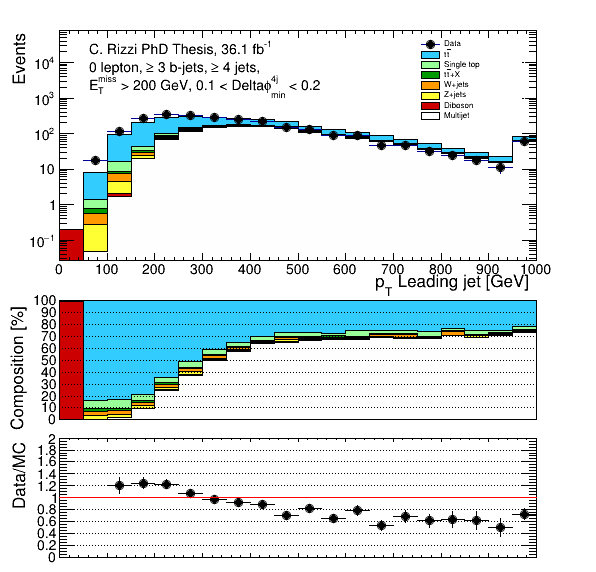 C. Rizzi PhD Thesis, 36.1 fb⁻¹
0 lepton, ≥ 3 b-jets, ≥ 4 jets,
E_T^miss > 200 GeV, 0.1 < Deltaϕ_min^4j < 0.2
Data
tt̄
Single top
tt̄+X
W+jets
Z+jets
Diboson
Multijet
Events
10⁴
10³
10²
10
1
10⁻¹
0 100 200 300 400 500 600 700 800 900 1000
p_T Leading jet [GeV]
Composition [%]
100
90
80
70
60
50
40
30
20
10
0
Data/MC
2
1.8
1.6
1.4
1.2
1
0.8
0.6
0.4
0.2
0